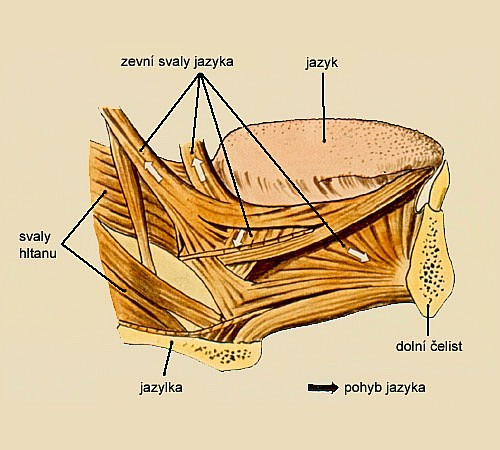 zevní svaly jazyka
jazyk
svaly
hltanu
dolní čelist
jazylka
pohyb jazyka